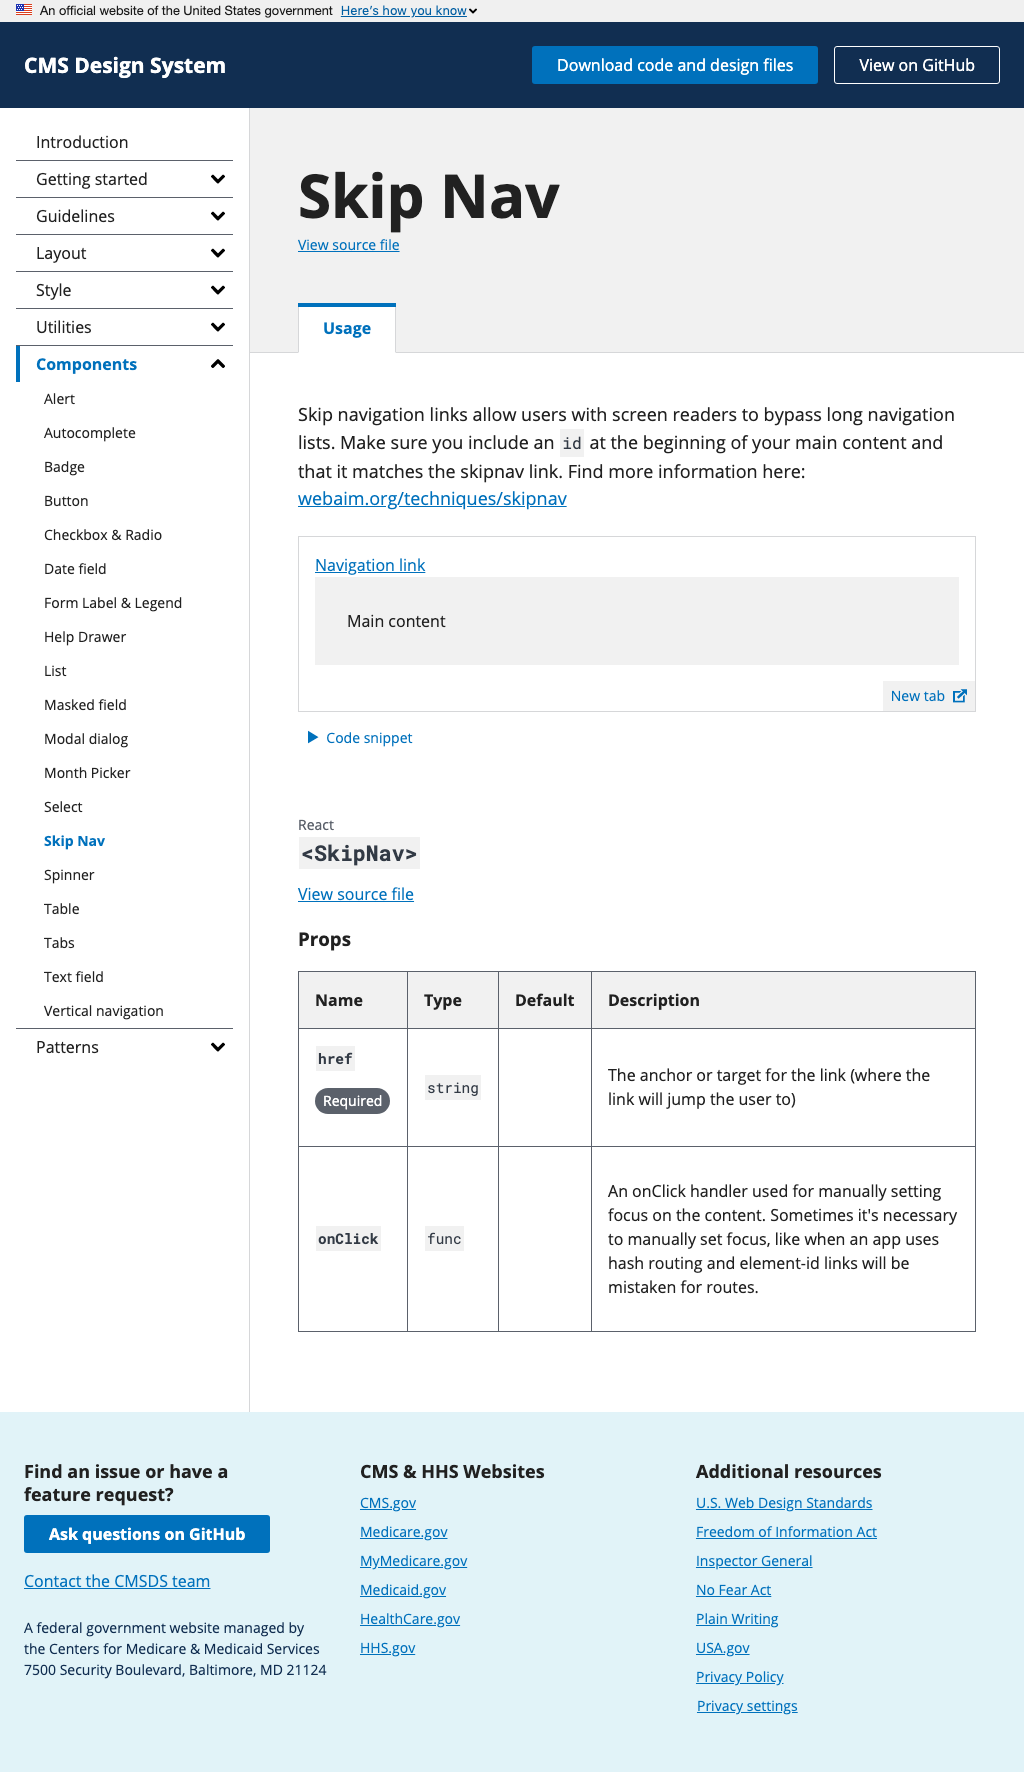 An official website of the United States government Here's how you know
CMS Design System
Download code and design files
View on GitHub
Introduction
Getting started
Guidelines
Layout
Style
Utilities
Components
Alert
Autocomplete
Badge
Button
Checkbox & Radio
Date field
Form Label & Legend
Help Drawer
List
Masked field
Modal dialog
Month Picker
Select
Skip Nav
Spinner
Table
Tabs
Text field
Vertical navigation
Patterns
Skip Nav
View source file
Usage
Skip navigation links allow users with screen readers to bypass long navigation
lists. Make sure you include an id at the beginning of your main content and
that it matches the skipnav link. Find more information here:
webaim.org/techniques/skipnav
Navigation link
Main content
New tab
Code snippet
React
<SkipNav>
View source file
Props
Name Type Default Description
href
Required
string
The anchor or target for the link (where the
link will jump the user to)
onClick
func
An onClick handler used for manually setting
focus on the content. Sometimes it's necessary
to manually set focus, like when an app uses
hash routing and element-id links will be
mistaken for routes.
Find an issue or have a
feature request?
Ask questions on GitHub
Contact the CMSDS team
A federal government website managed by
the Centers for Medicare & Medicaid Services
7500 Security Boulevard, Baltimore, MD 21124
CMS & HHS Websites
CMS.gov
Medicare.gov
MyMedicare.gov
Medicaid.gov
HealthCare.gov
HHS.gov
Additional resources
U.S. Web Design Standards
Freedom of Information Act
Inspector General
No Fear Act
Plain Writing
USA.gov
Privacy Policy
Privacy settings